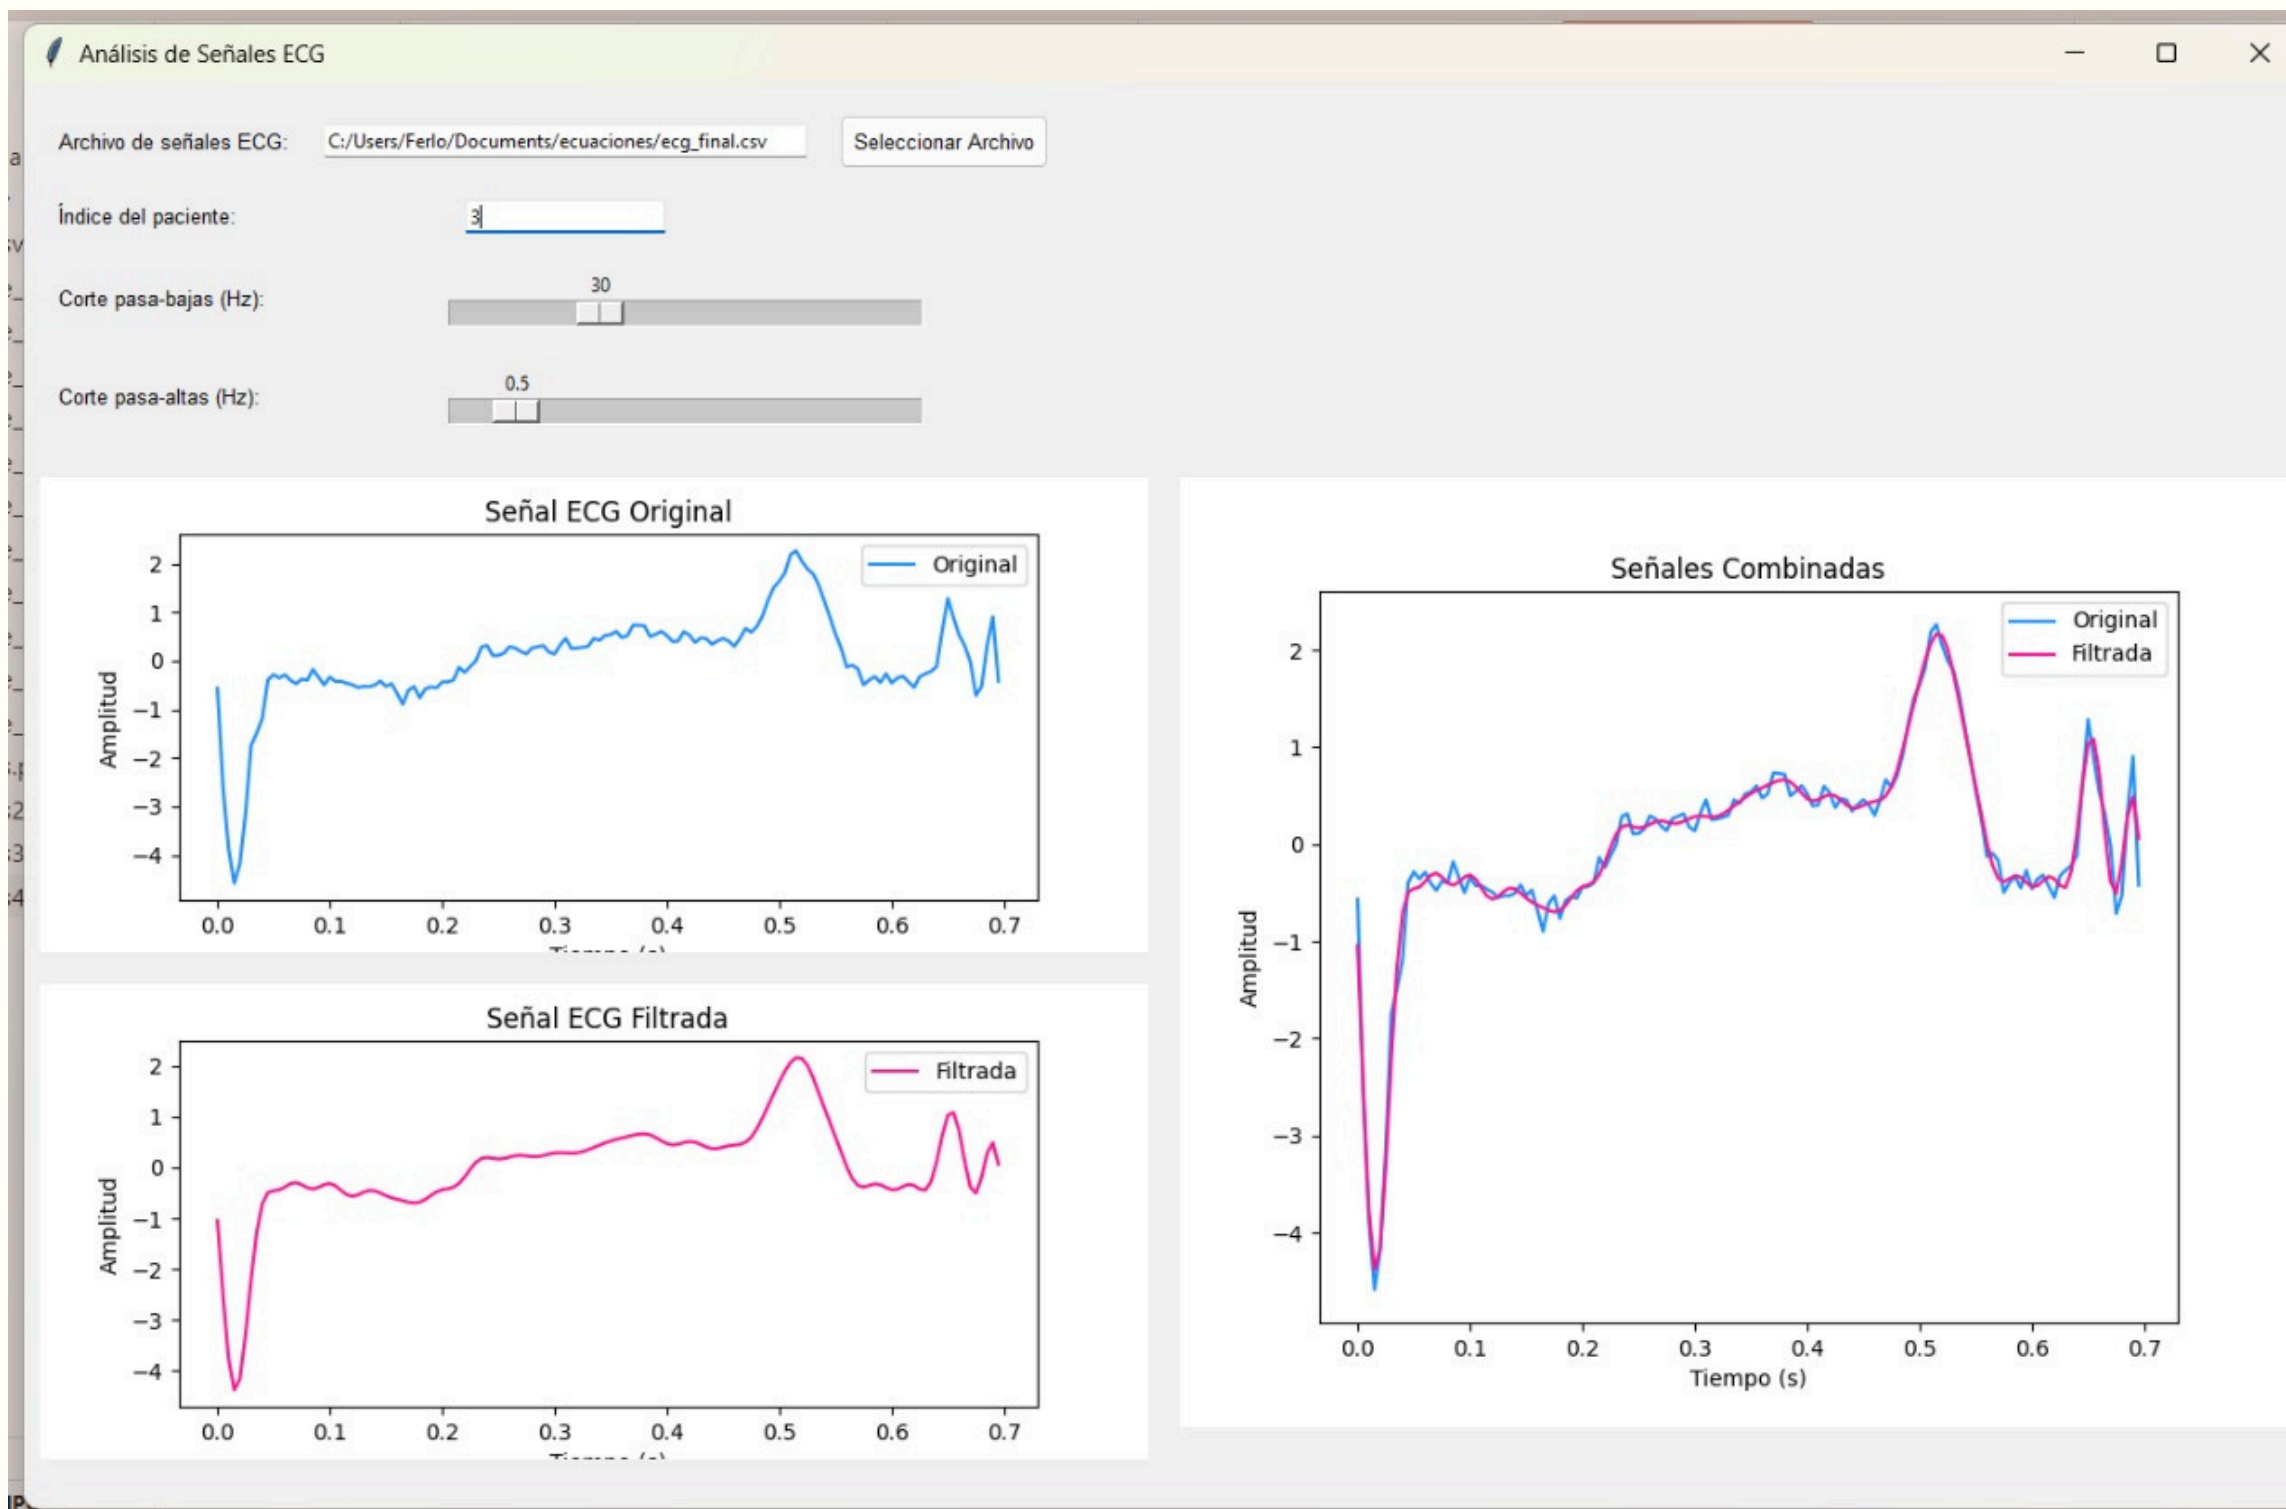 Análisis de Señales ECG
Archivo de señales ECG: C:/Users/Ferlo/Documents/ecuaciones/ecg_final.csv Seleccionar Archivo
Índice del paciente: 3
30
Corte pasa-bajas (Hz):
0.5
Corte pasa-altas (Hz):
Señal ECG Original
Original
2
1
0
−1
−2
−3
−4
Amplitud
0.0 0.1 0.2 0.3 0.4 0.5 0.6 0.7
Señal ECG Filtrada
Filtrada
2
1
0
−1
−2
−3
−4
Amplitud
0.0 0.1 0.2 0.3 0.4 0.5 0.6 0.7
Señales Combinadas
Original
Filtrada
2
1
0
−1
−2
−3
−4
Amplitud
0.0 0.1 0.2 0.3 0.4 0.5 0.6 0.7
Tiempo (s)